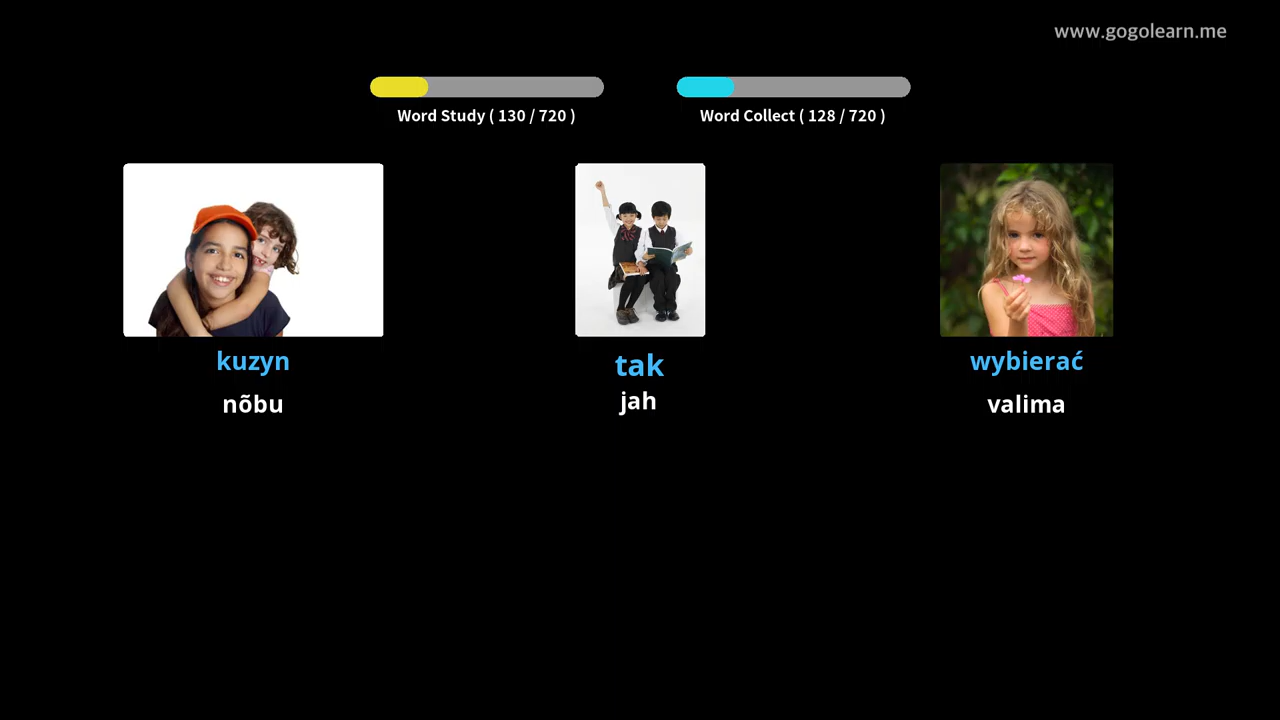 www.gogolearn.me
Word Study ( 130 / 720 )
Word Collect ( 128 / 720 )
kuzyn
nõbu
tak
jah
wybierać
valima